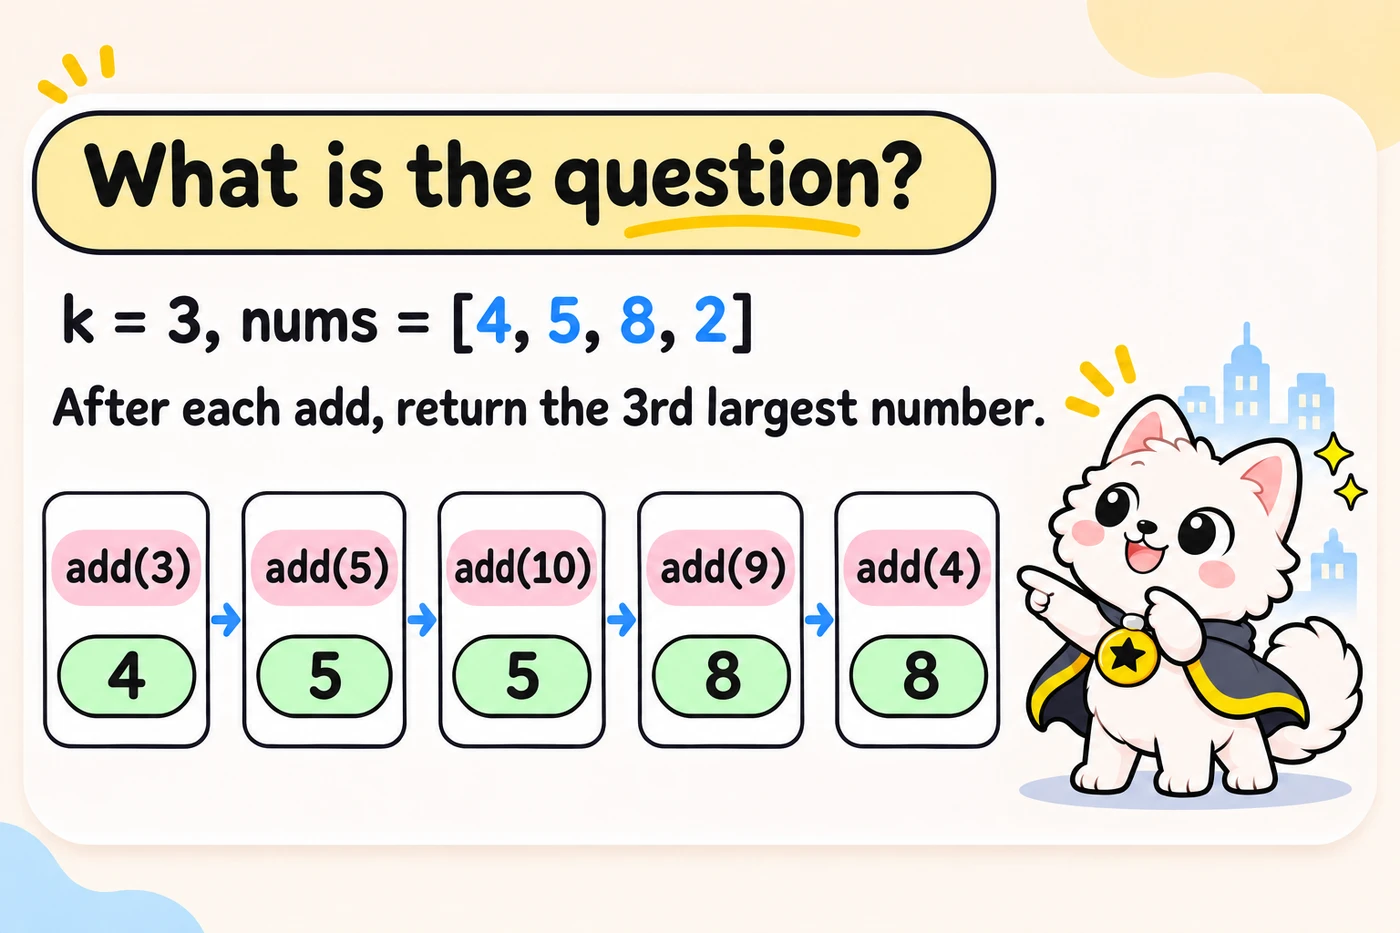 What is the question?
k = 3, nums = [4, 5, 8, 2]
After each add, return the 3rd largest number.
add(3)
4
add(5)
5
add(10)
5
add(9)
8
add(4)
8